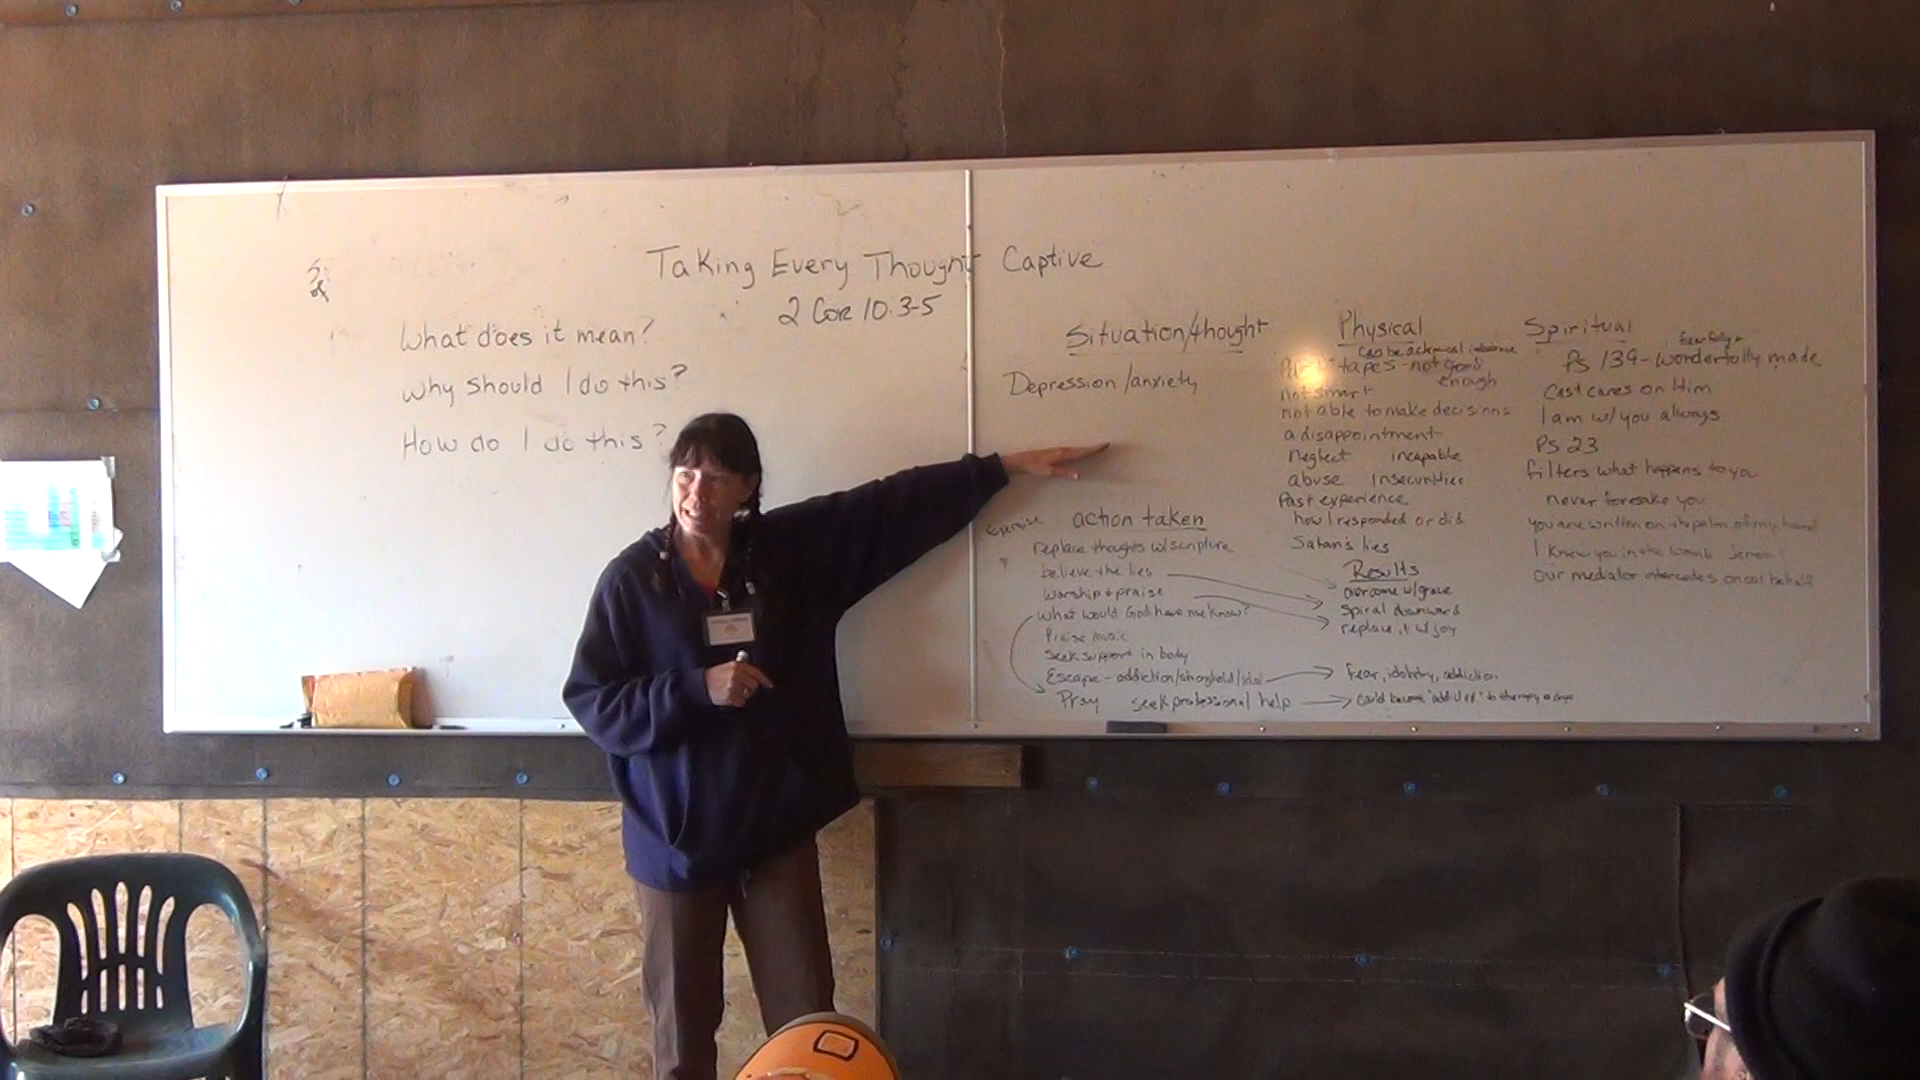 Taking Every Thought Captive
2 Cor 10:3-5
What does it mean?
Why should I do this?
How do I do this?
Situation/thought
Depression/anxiety
Physical
can be a chemical imbalance
tapes - not good
enough
not smart
not able to make decisions
a disappointment
neglect incapable
abuse Insecurities
Past experience
how I responded or did
Satan's lies
Spiritual
fearfully +
Ps 139 - wonderfully made
Cast cares on Him
I am w/ you always
Ps 23
filters what happens to you
never forsake you
you are written on the palm of my hand
I knew you in the womb
our mediator intercedes on our behalf
Exercise action taken
replace thoughts w/ scripture
believe the lies
worship + praise
What would God have me know?
Praise music
seek support in body
Escape - addiction/stronghold/idol
Pray seek professional help
Results
overcome w/ grace
spiral downward
replace it w/ joy
fear, idolatry, addiction
could become "addicted" to therapy